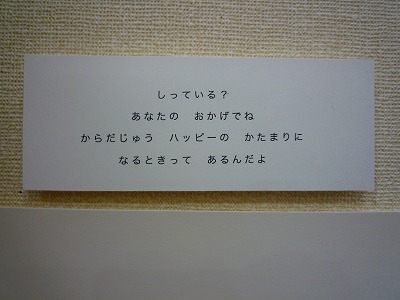 しっている？
あなたの　おかげでね
からだじゅう　ハッピーの　かたまりに
なるときって　あるんだよ